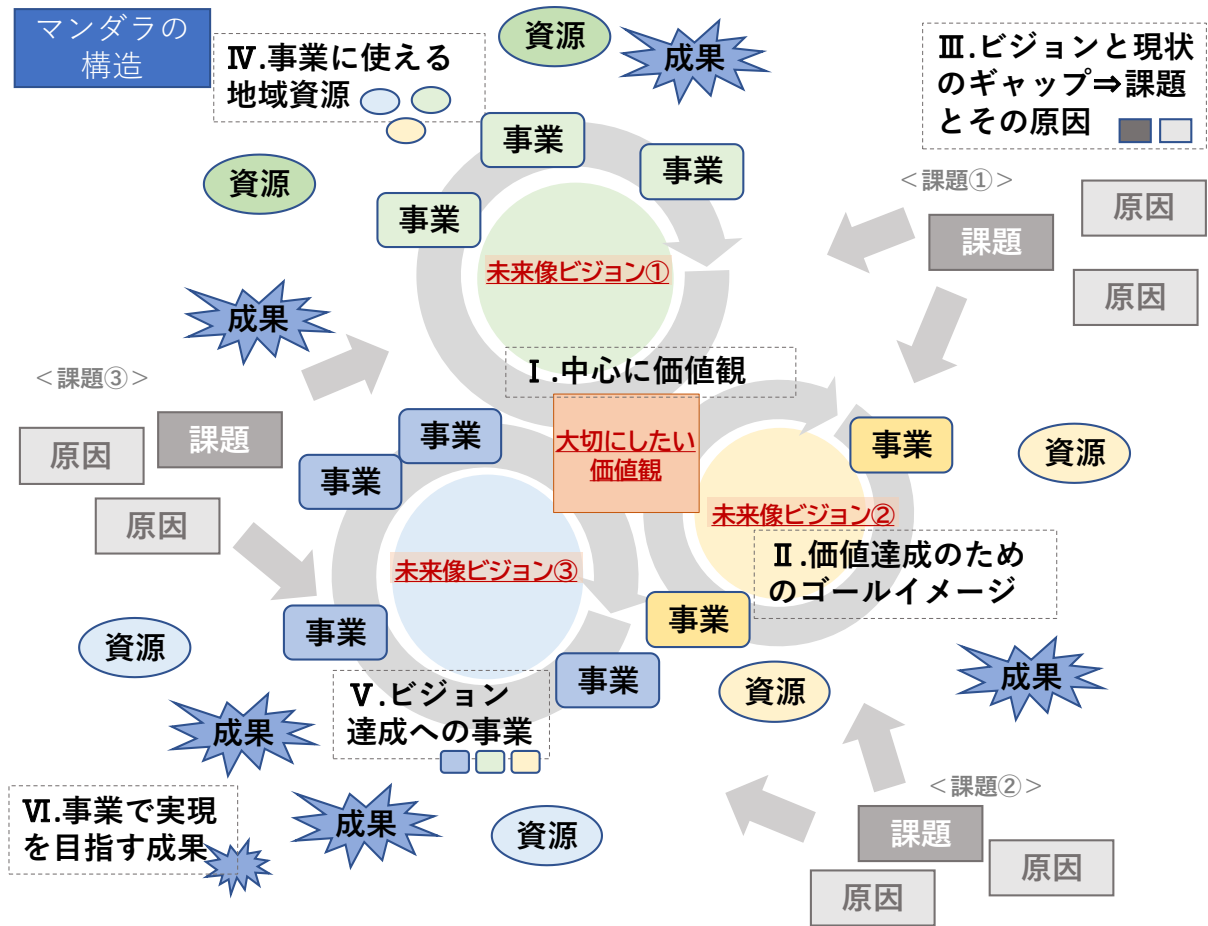 マンダラの
構造
Ⅳ.事業に使える
地域資源
資源
成果
Ⅲ.ビジョンと現状
のギャップ⇒課題
とその原因
事業
事業
資源
事業
＜課題①＞
原因
課題
未来像ビジョン①
原因
成果
Ⅰ.中心に価値観
＜課題③＞
課題
原因
事業
大切にしたい
価値観
事業
資源
事業
原因
未来像ビジョン②
未来像ビジョン③
Ⅱ.価値達成のため
のゴールイメージ
事業
事業
資源
事業
資源
成果
Ⅴ.ビジョン
達成への事業
成果
＜課題②＞
Ⅵ.事業で実現
を目指す成果
成果
資源
課題
原因
原因